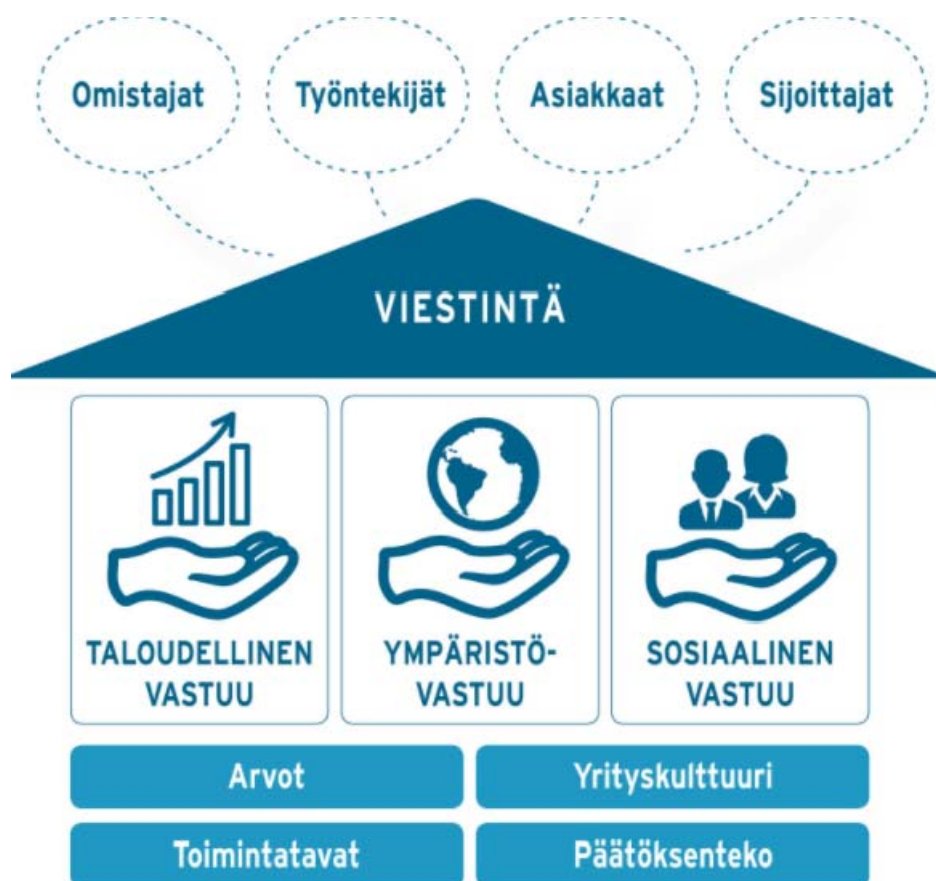 Omistajat
Työntekijät
Asiakkaat
Sijoittajat
VIESTINTÄ
TALOUDELLINEN
VASTUU
YMPÄRISTÖ-
VASTUU
SOSIAALINEN
VASTUU
Arvot
Yrityskulttuuri
Toimintatavat
Päätöksenteko